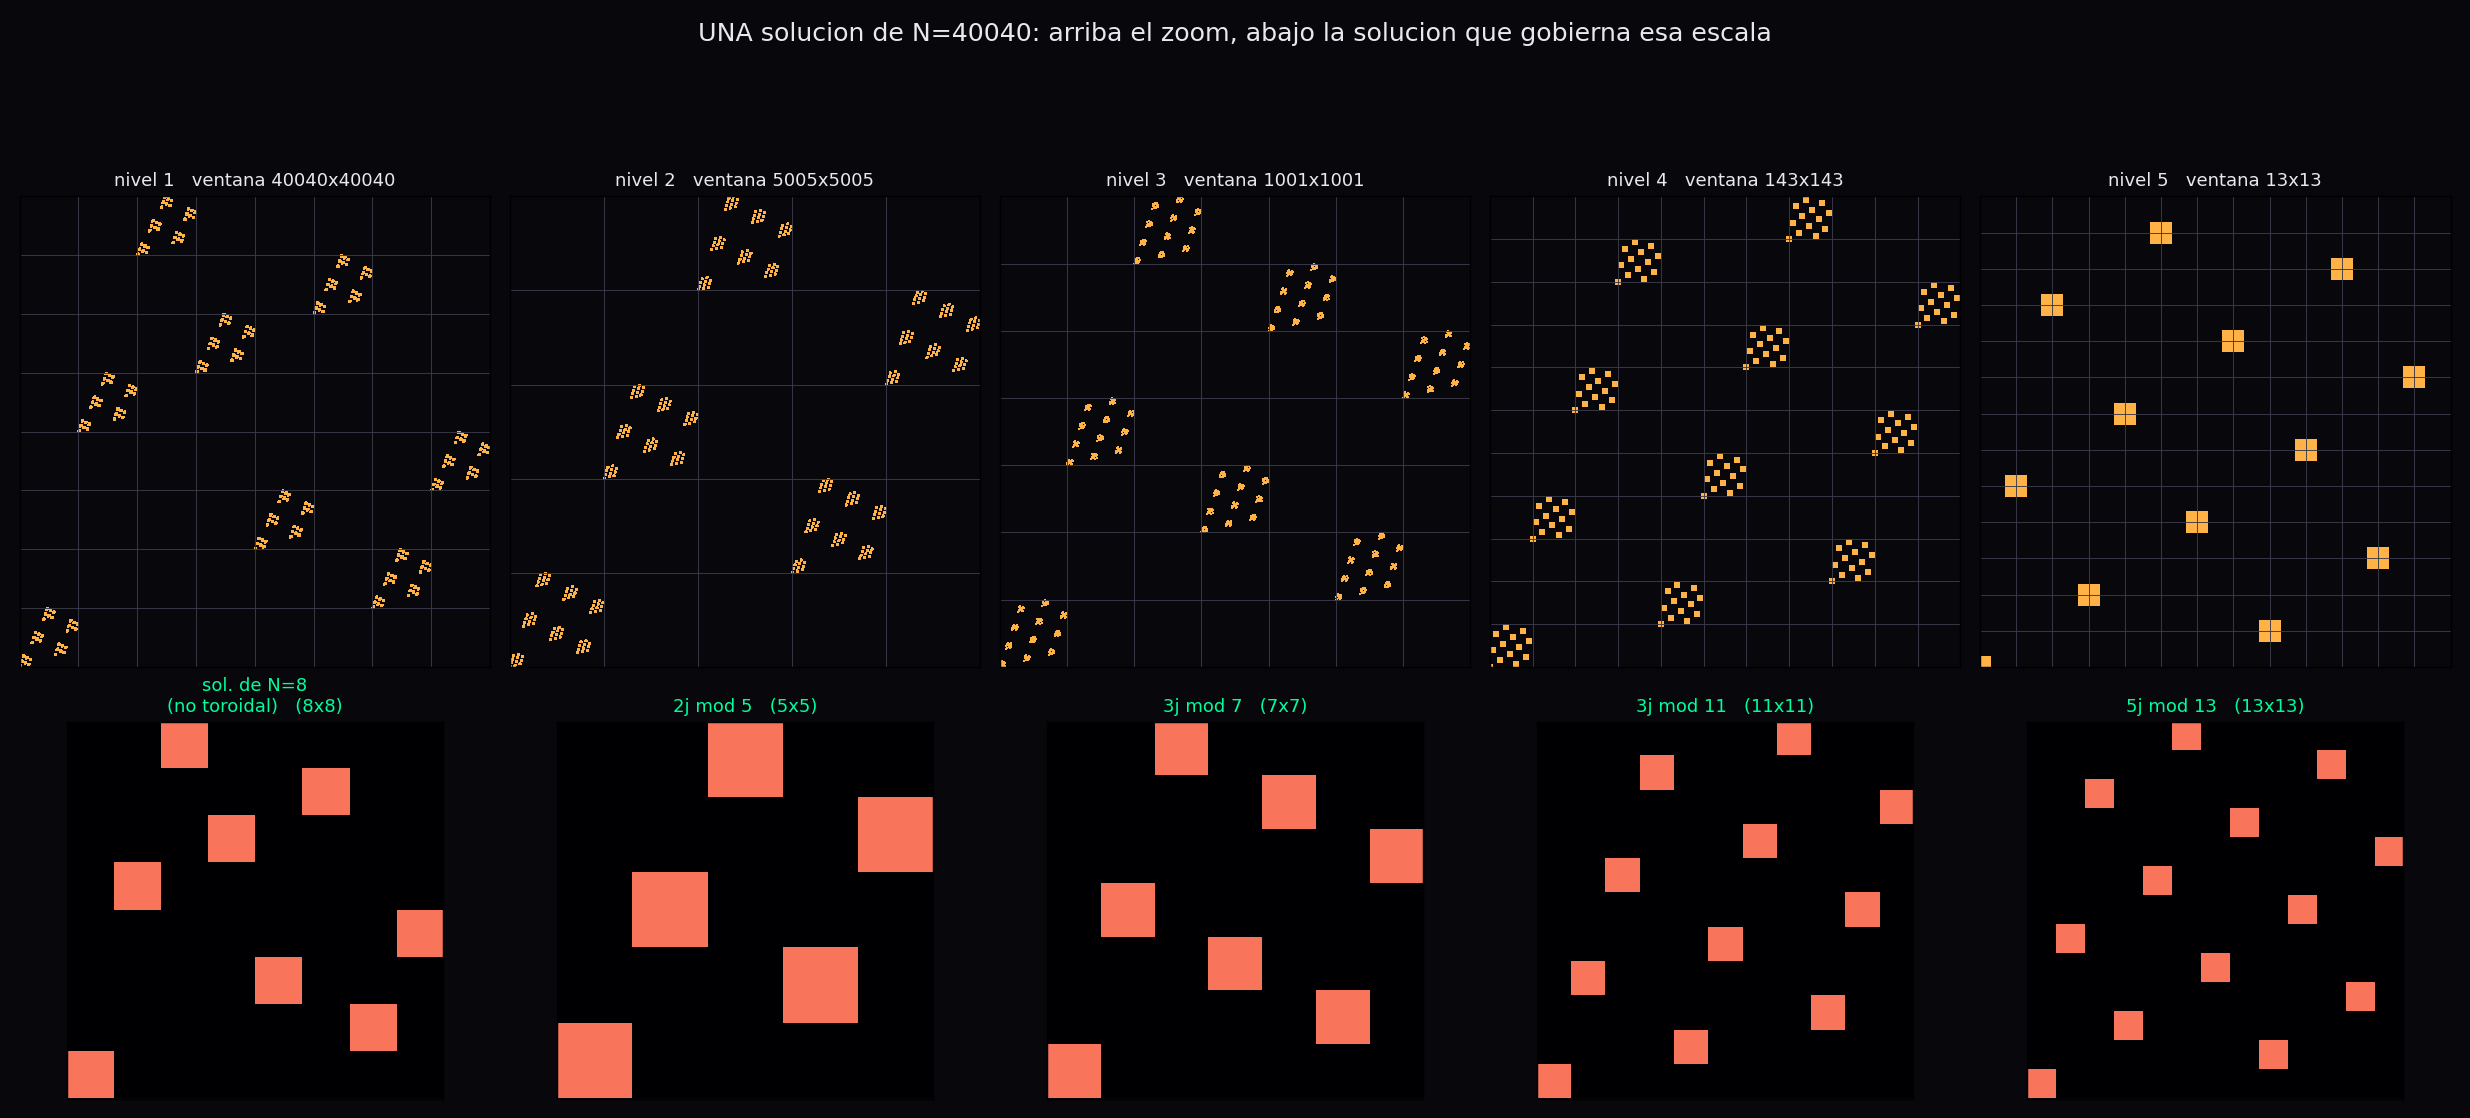 UNA solucion de N=40040: arriba el zoom, abajo la solucion que gobierna esa escala
nivel 1   ventana 40040x40040
nivel 2   ventana 5005x5005
nivel 3   ventana 1001x1001
nivel 4   ventana 143x143
nivel 5   ventana 13x13
sol. de N=8
(no toroidal)   (8x8)
2j mod 5   (5x5)
3j mod 7   (7x7)
3j mod 11   (11x11)
5j mod 13   (13x13)